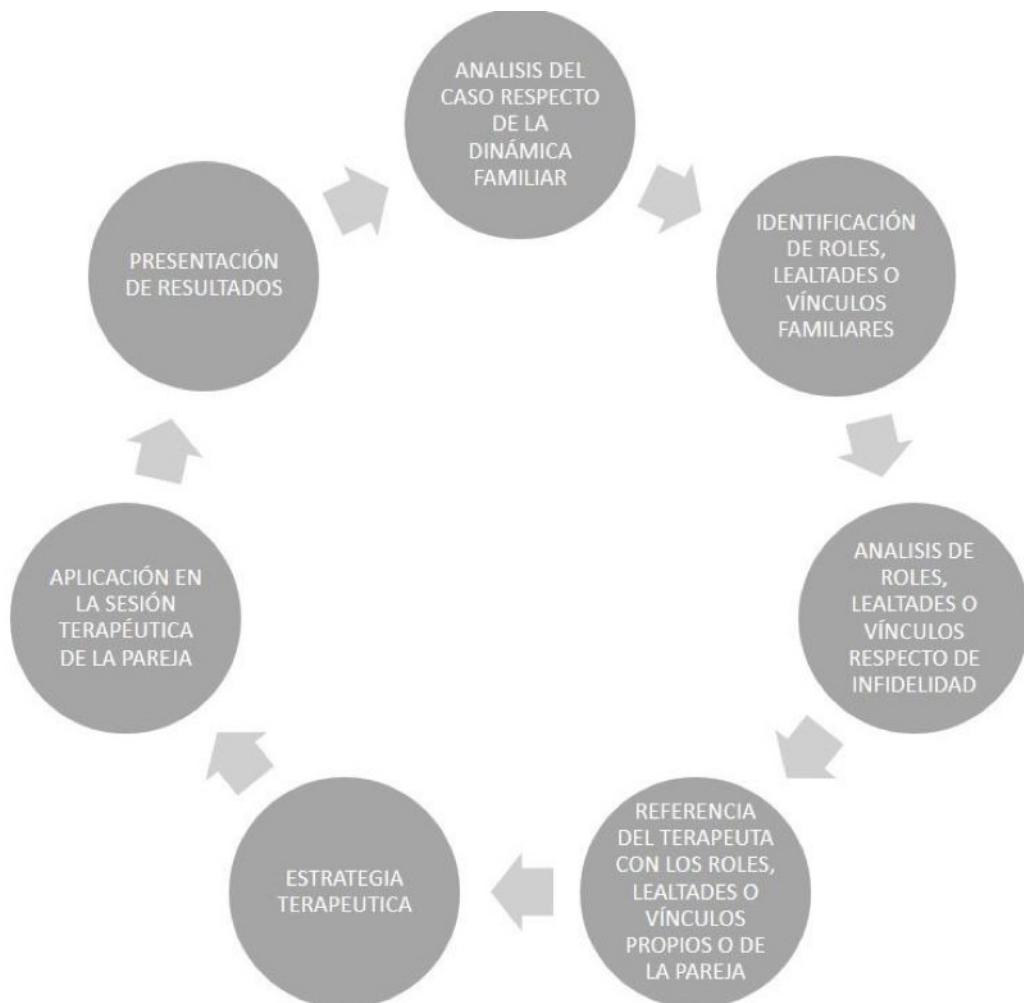 ANALISIS DEL
CASO RESPECTO
DE LA
DINÁMICA
FAMILIAR
IDENTIFICACIÓN
DE ROLES,
LEALTADES O
VÍNCULOS
FAMILIARES
ANALISIS DE
ROLES,
LEALTADES O
VÍNCULOS
RESPECTO DE
INFIDELIDAD
REFERENCIA
DEL TERAPEUTA
CON LOS ROLES,
LEALTADES O
VÍNCULOS
PROPIOS O DE
LA PAREJA
ESTRATEGIA
TERAPEUTICA
APLICACIÓN EN
LA SESIÓN
TERAPÉUTICA
DE LA PAREJA
PRESENTACIÓN
DE RESULTADOS